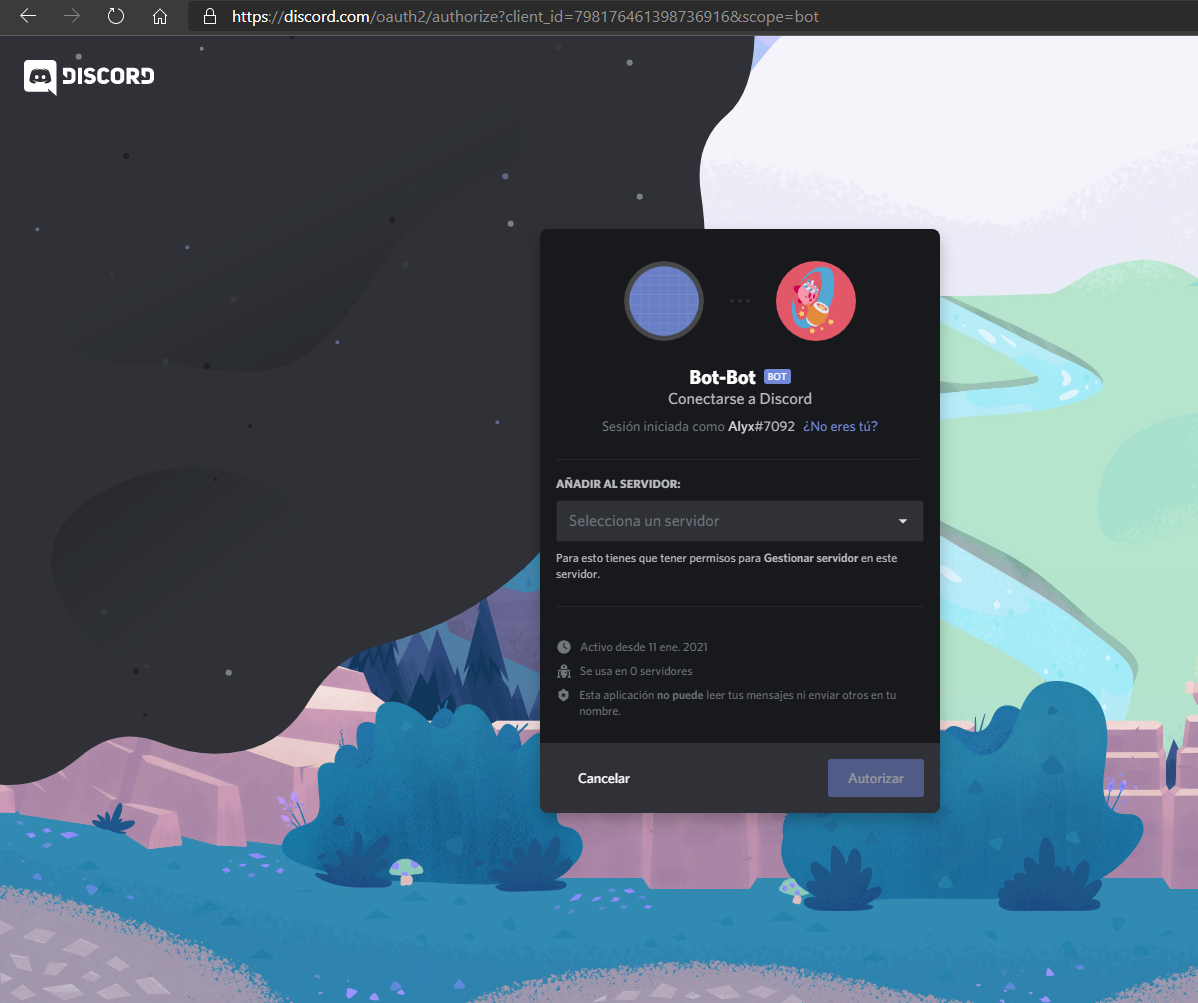 https://discord.com/oauth2/authorize?client_id=798176461398736916&scope=bot
DISCORD
Bot-Bot BOT
Conectarse a Discord
Sesión iniciada como Alyx#7092 ¿No eres tú?
AÑADIR AL SERVIDOR:
Selecciona un servidor
Para esto tienes que tener permisos para Gestionar servidor en este
servidor.
Activo desde 11 ene. 2021
Se usa en 0 servidores
Esta aplicación no puede leer tus mensajes ni enviar otros en tu
nombre.
Cancelar
Autorizar